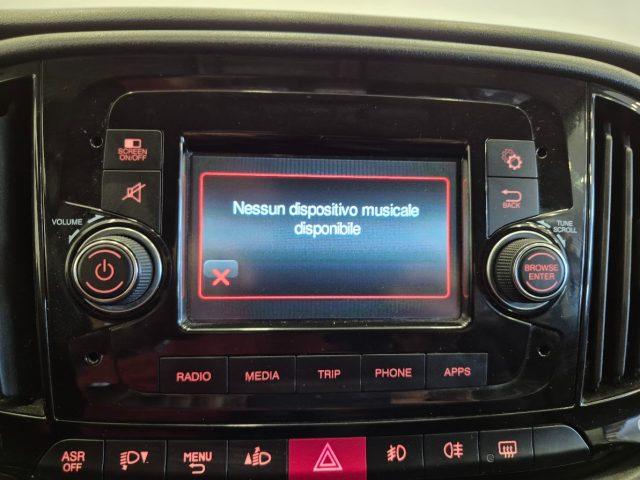 SCREEN
ON/OFF
VOLUME
Nessun dispositivo musicale
disponibile
BACK
TUNE
SCROLL
BROWSE
ENTER
RADIO
MEDIA
TRIP
PHONE
APPS
ASR
OFF
MENU